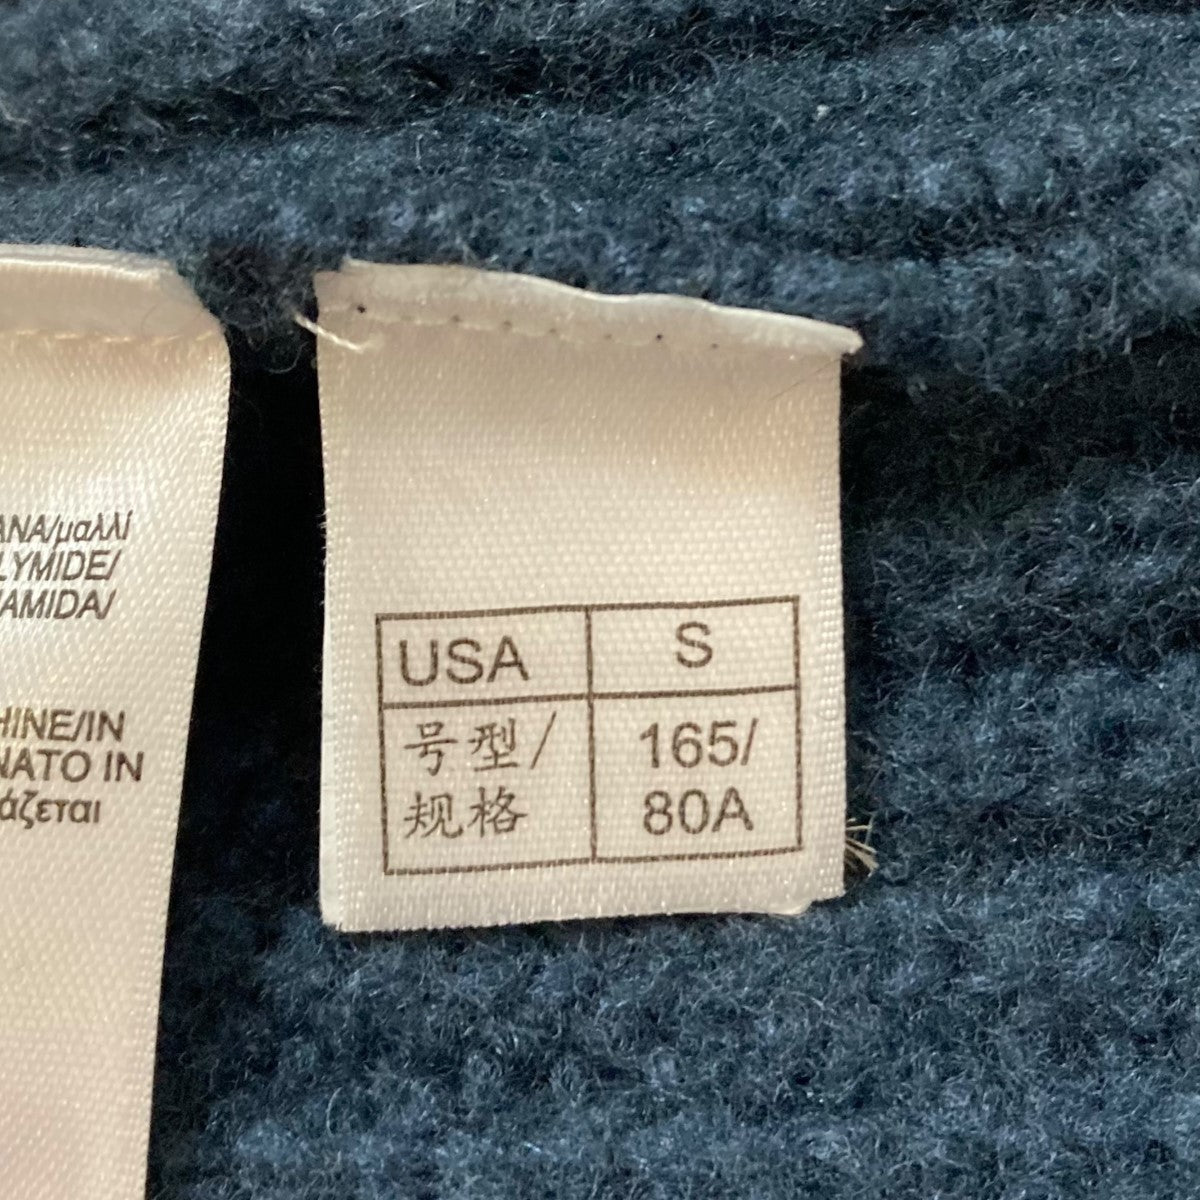 ANA/μαλλί
LYMIDE/
AMIDA/
HINE/IN
NATO IN
άζεται
USA S
号型/ 165/
规格 80A